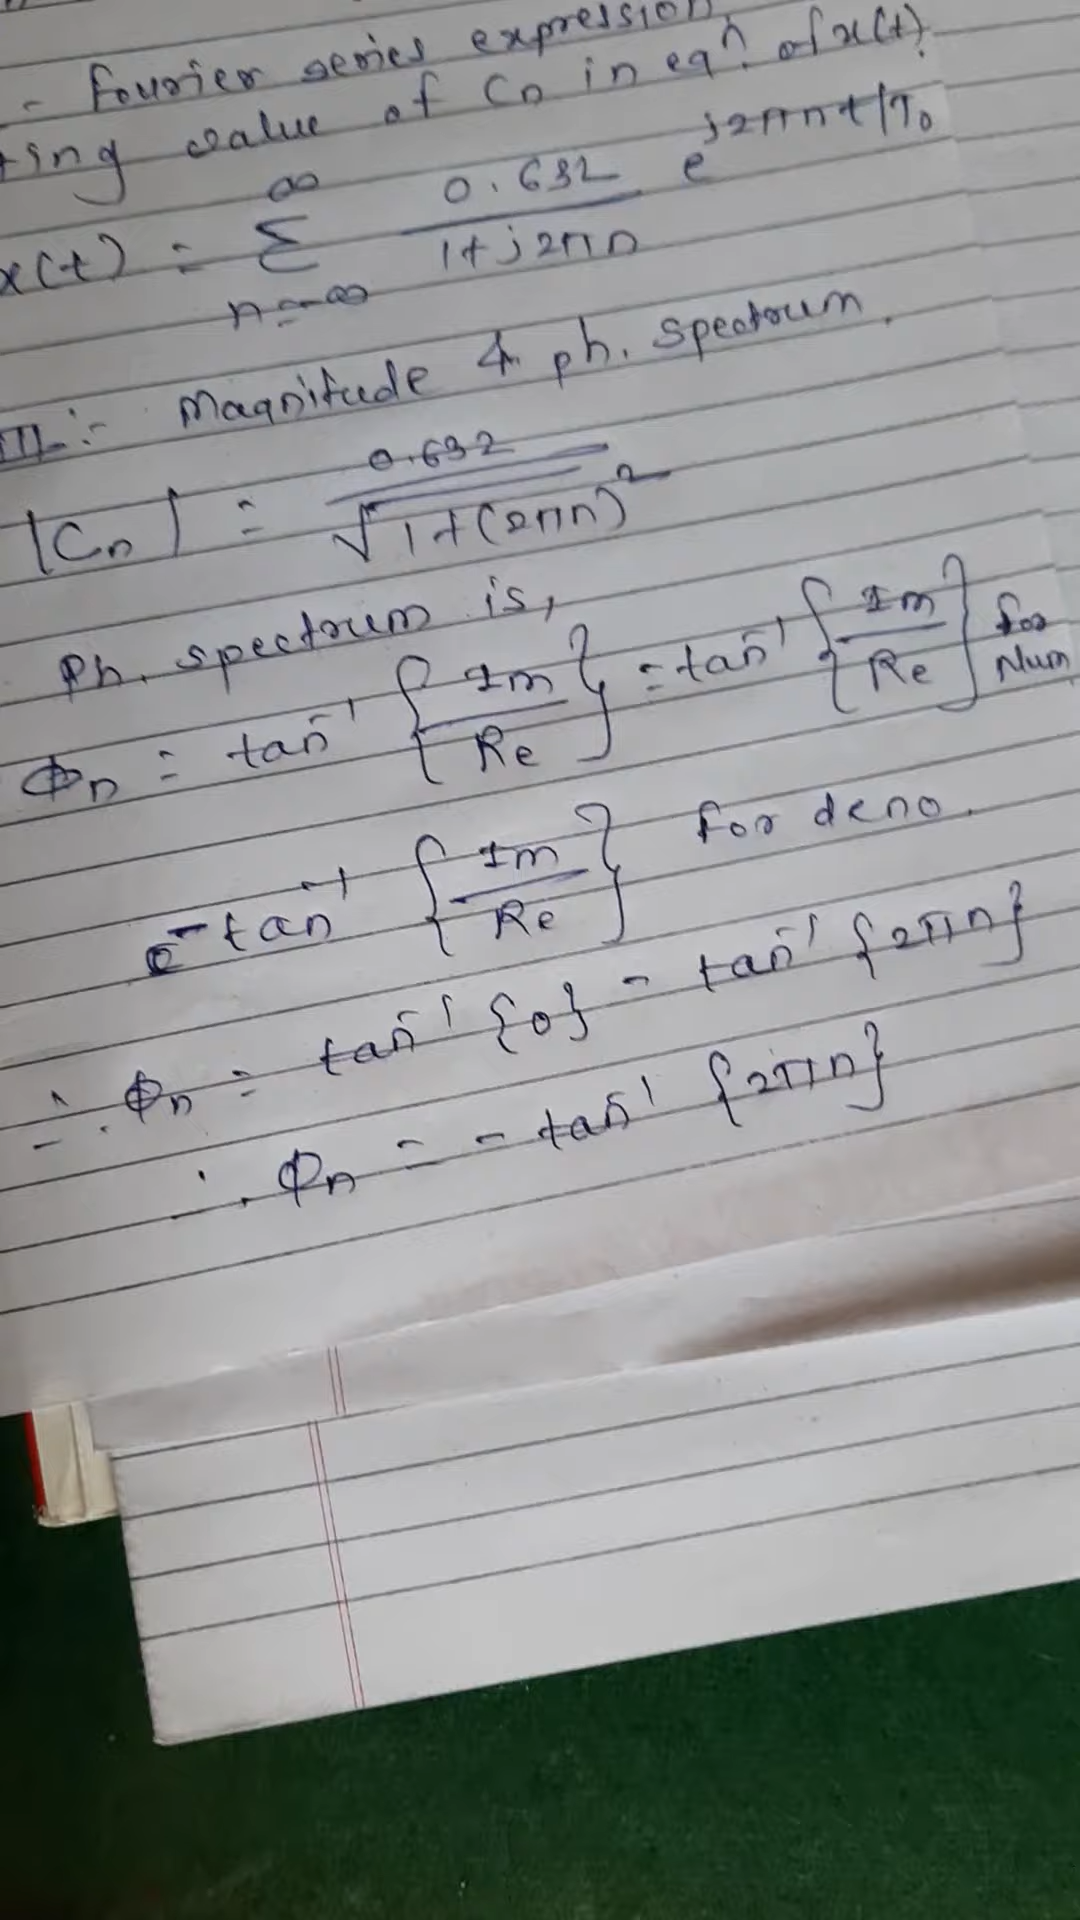 - Fourier series expression.
ting value of Cn in eqn. of x(t).
x(t) = ∞ Σ n=-∞ 0.632 / 1+j2πn e^j2πnt/T0
III:- Magnitude & ph. spectrum.
|Cn| = 0.632 / √1+(2πn)²
Ph. spectrum is,
Φn = tan⁻¹ {Im/Re} = tan⁻¹ {Im/Re} for Num
- tan⁻¹ {Im/Re} for deno.
∴ Φn = tan⁻¹ {0} - tan⁻¹ {2πn}
∴ Φn = - tan⁻¹ {2πn}